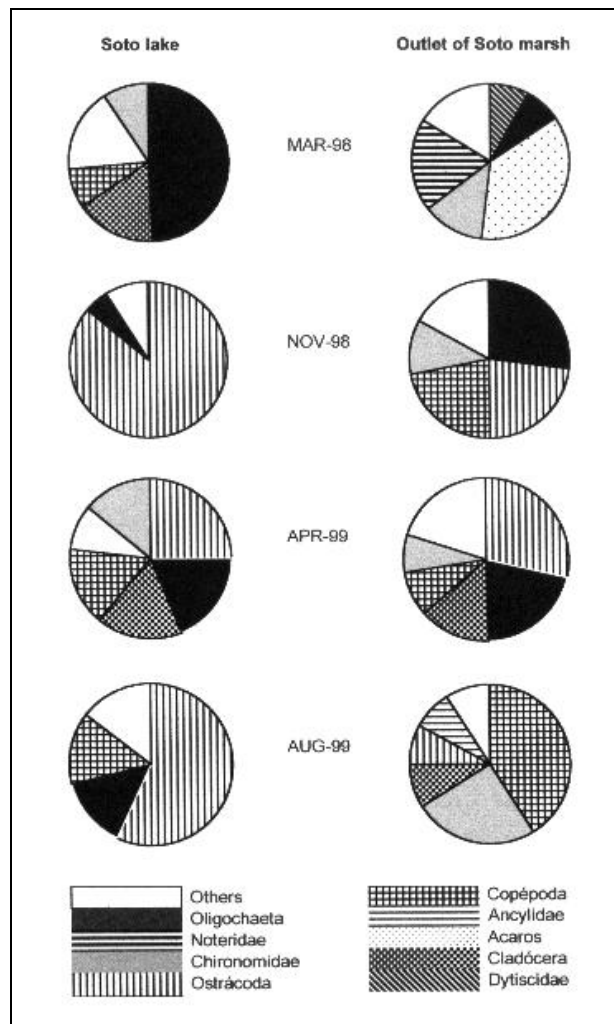 Soto lake
Outlet of Soto marsh
MAR-98
NOV-98
APR-99
AUG-99
Others
Oligochaeta
Noteridae
Chironomidae
Ostrácoda
Copépoda
Ancylidae
Acaros
Cladócera
Dytiscidae